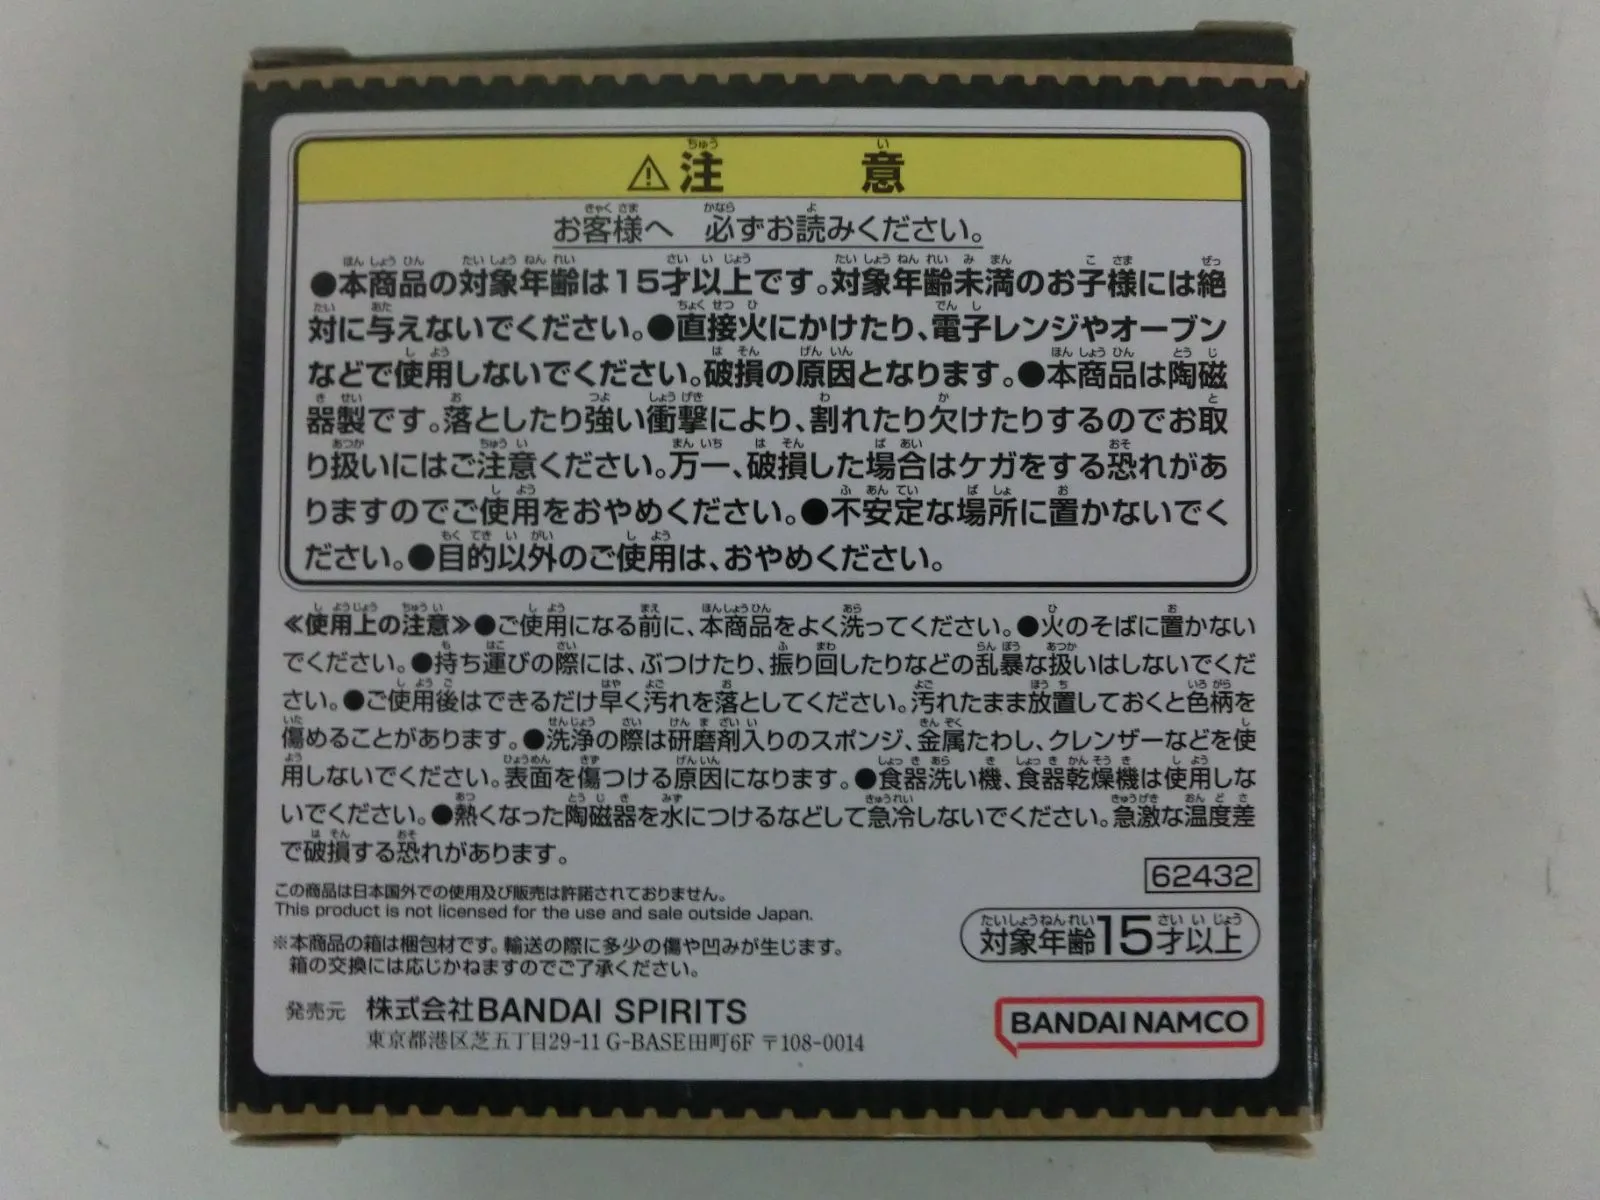 ⚠注意
お客様へ 必ずお読みください。
●本商品の対象年齢は15才以上です。対象年齢未満のお子様には絶
対に与えないでください。●直接火にかけたり、電子レンジやオーブン
などで使用しないでください。破損の原因となります。●本商品は陶磁
器製です。落としたり強い衝撃により、割れたり欠けたりするのでお取
り扱いにはご注意ください。万一、破損した場合はケガをする恐れがあ
りますのでご使用をおやめください。●不安定な場所に置かないでく
ださい。●目的以外のご使用は、おやめください。
≪使用上の注意≫●ご使用になる前に、本商品をよく洗ってください。●火のそばに置かない
でください。●持ち運びの際には、ぶつけたり、振り回したりなどの乱暴な扱いはしないでくだ
さい。●ご使用後はできるだけ早く汚れを落としてください。汚れたまま放置しておくと色柄を
傷めることがあります。●洗浄の際は研磨剤入りのスポンジ、金属たわし、クレンザーなどを使
用しないでください。表面を傷つける原因になります。●食器洗い機、食器乾燥機は使用しな
いでください。●熱くなった陶磁器を水につけるなどして急冷しないでください。急激な温度差
で破損する恐れがあります。
62432
この商品は日本国外での使用及び販売は許諾されておりません。
This product is not licensed for the use and sale outside Japan.
対象年齢15才以上
※本商品の箱は梱包材です。輸送の際に多少の傷や凹みが生じます。
箱の交換には応じかねますのでご了承ください。
発売元 株式会社BANDAI SPIRITS
東京都港区芝五丁目29-11 G-BASE田町6F 〒108-0014
BANDAI NAMCO